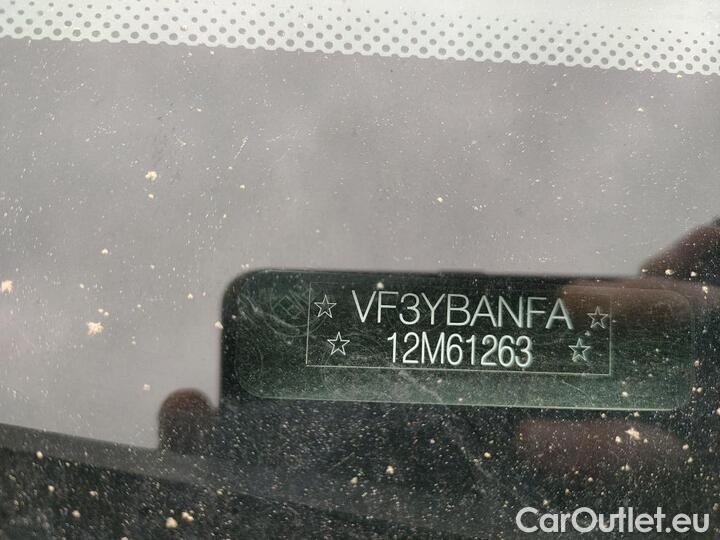 ☆ VF3YBANFA ☆
☆ 12M61263 ☆
CarOutlet.eu